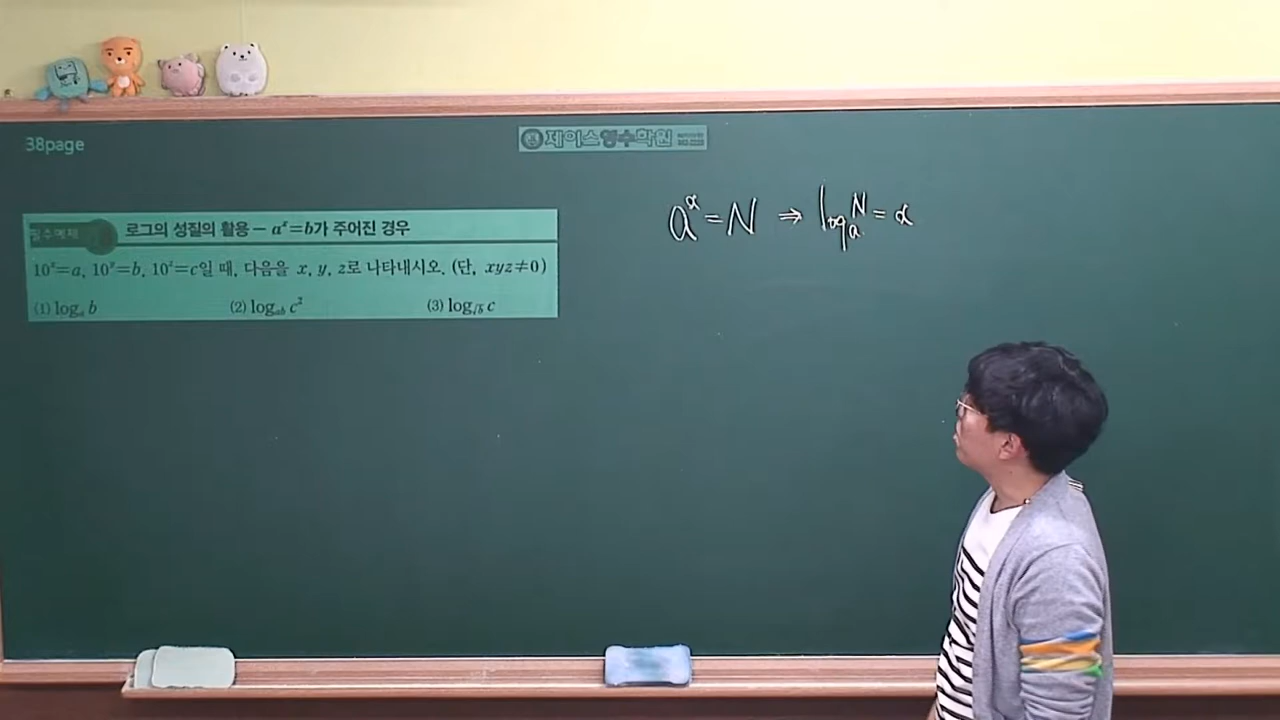 38page
제이스영수학원
a^x=N ⇒ log_a N=x
필수예제 로그의 성질의 활용 – a^x=b가 주어진 경우
10^x=a, 10^y=b, 10^z=c일 때, 다음을 x, y, z로 나타내시오. (단, xyz≠0)
(1) log_a b (2) log_ab c² (3) log_√b c